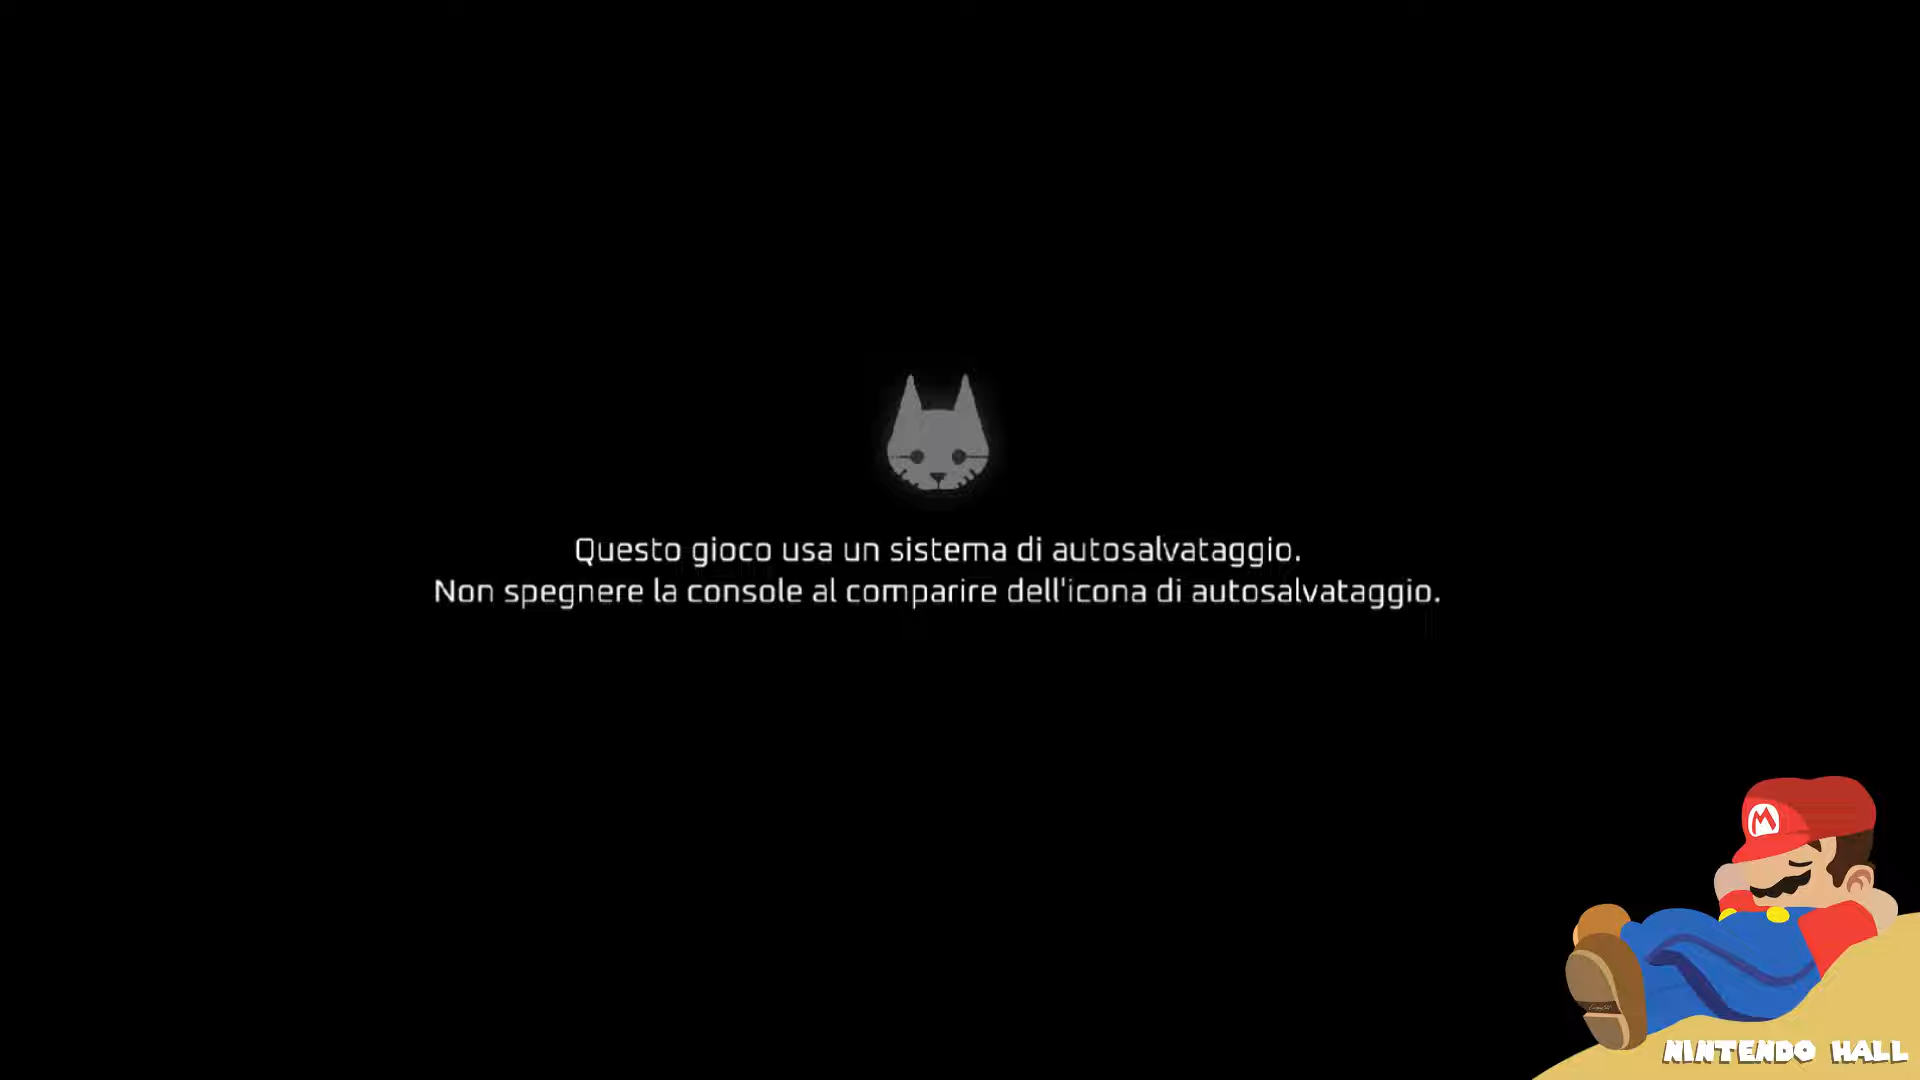 Questo gioco usa un sistema di autosalvataggio.
Non spegnere la console al comparire dell'icona di autosalvataggio.
M
NINTENDO HALL